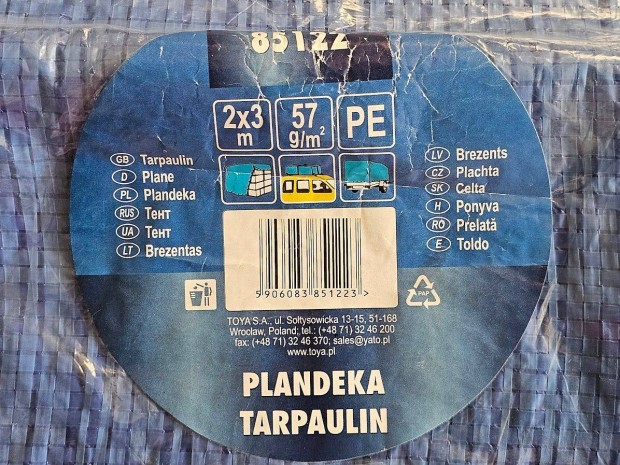 85122
2x3
m
57
g/m²
PE
GB Tarpaulin
D Plane
PL Plandeka
RUS Тент
UA Тент
LT Brezentas
LV Brezents
CZ Plachta
SK Celta
H Ponyva
RO Prelată
E Toldo
5 906083 851223 >
PAP
TOYA S.A., ul. Sołtysowicka 13-15, 51-168
Wrocław, Poland; tel.: (+48 71) 32 46 200
fax: (+48 71) 32 46 370; sales@yato.pl
www.toya.pl
PLANDEKA
TARPAULIN